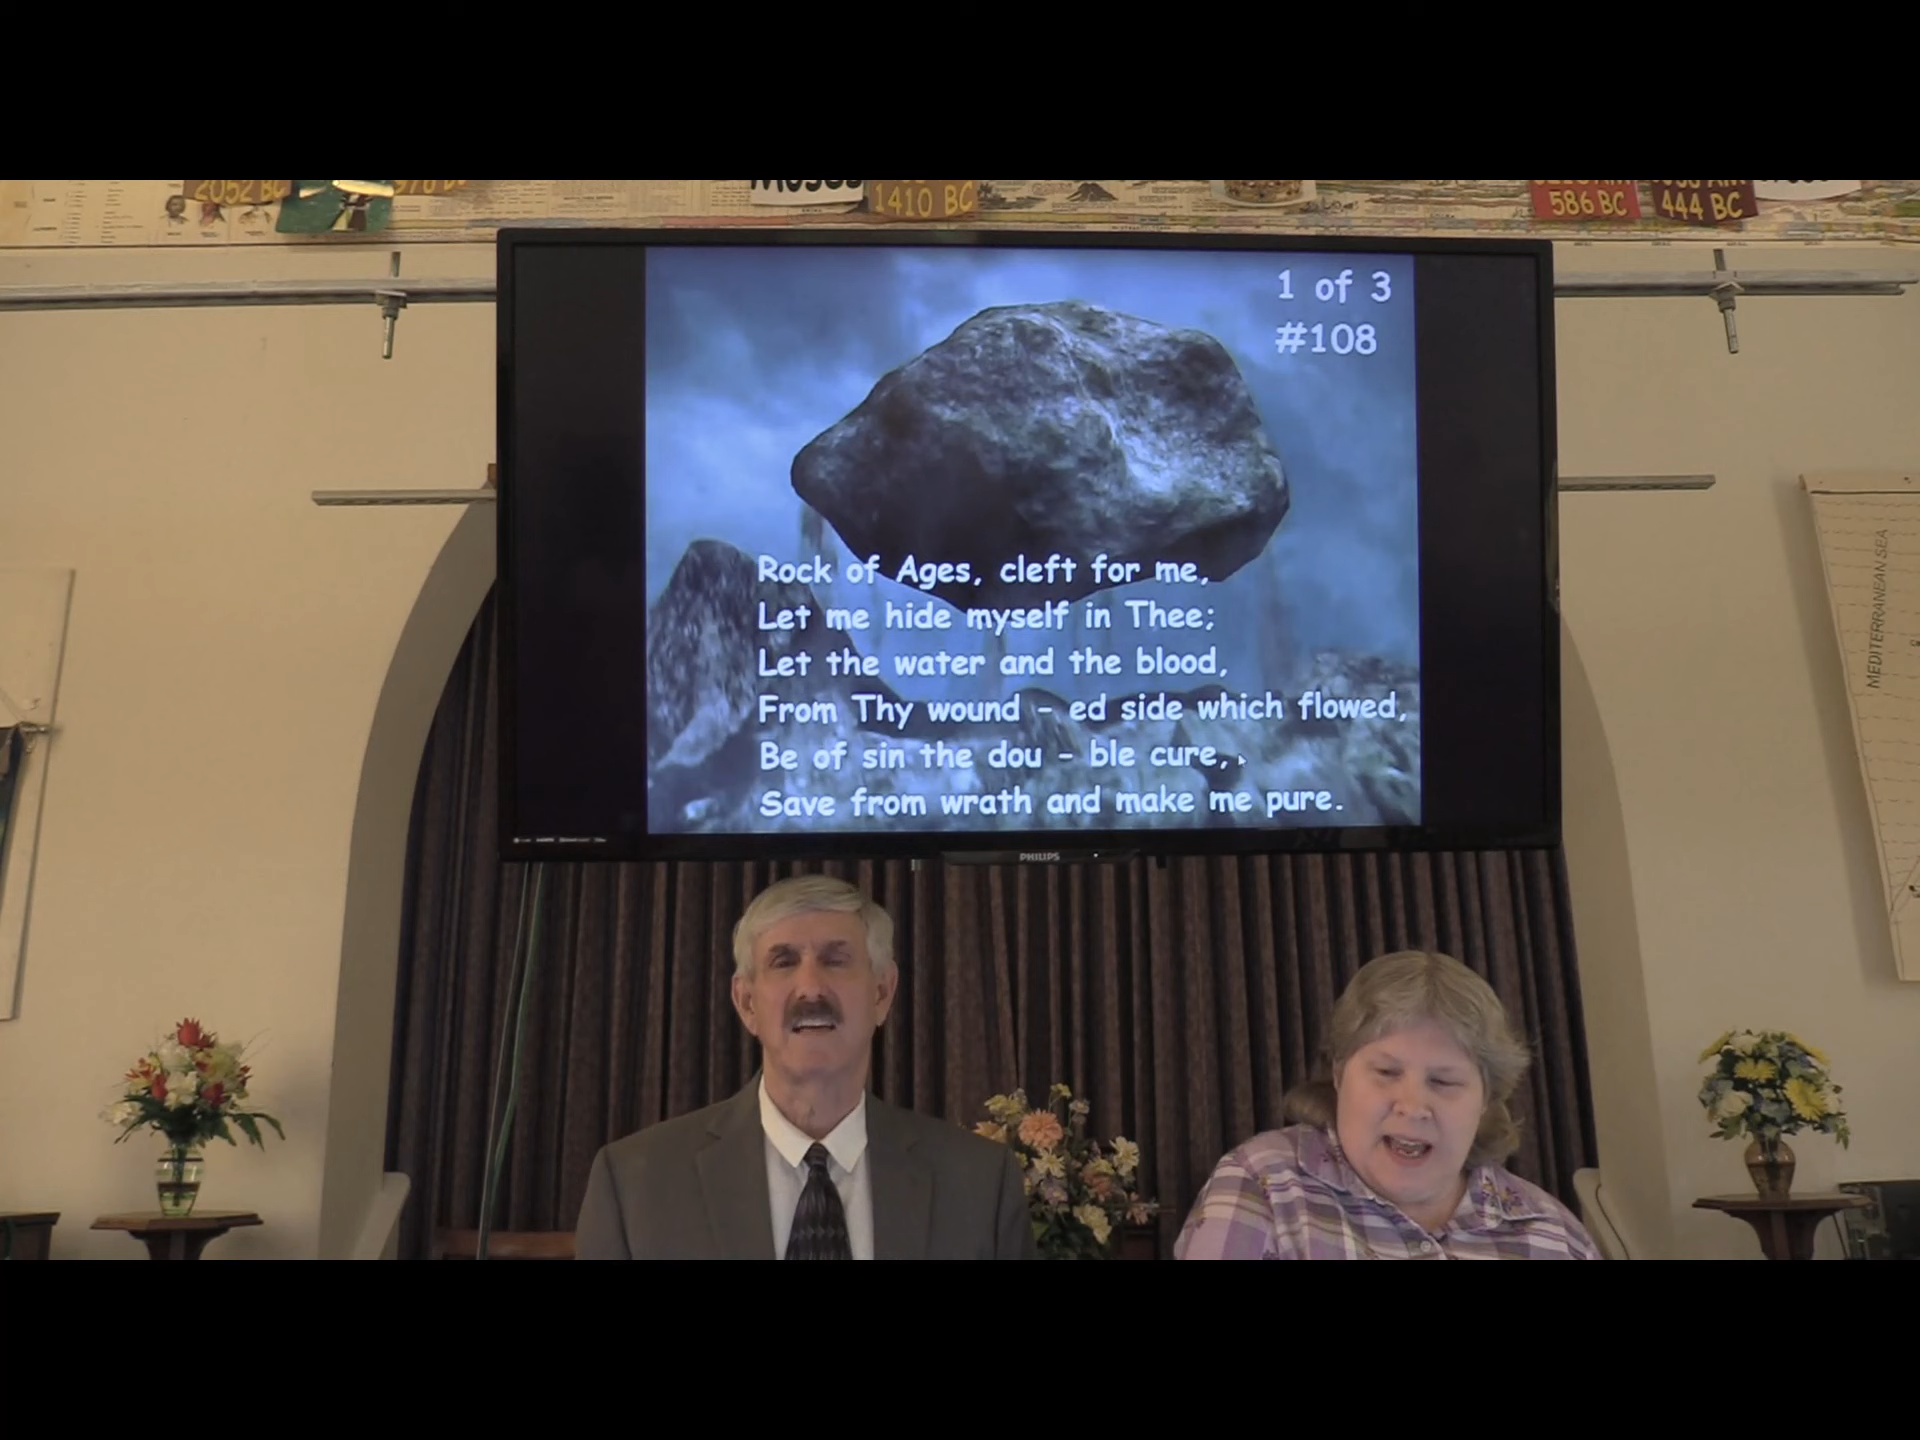 2052 BC
1410 BC
586 BC
444 BC
1 of 3
#108
Rock of Ages, cleft for me,
Let me hide myself in Thee;
Let the water and the blood,
From Thy wound - ed side which flowed,
Be of sin the dou - ble cure,
Save from wrath and make me pure.
PHILIPS
MEDITERRANEAN SEA